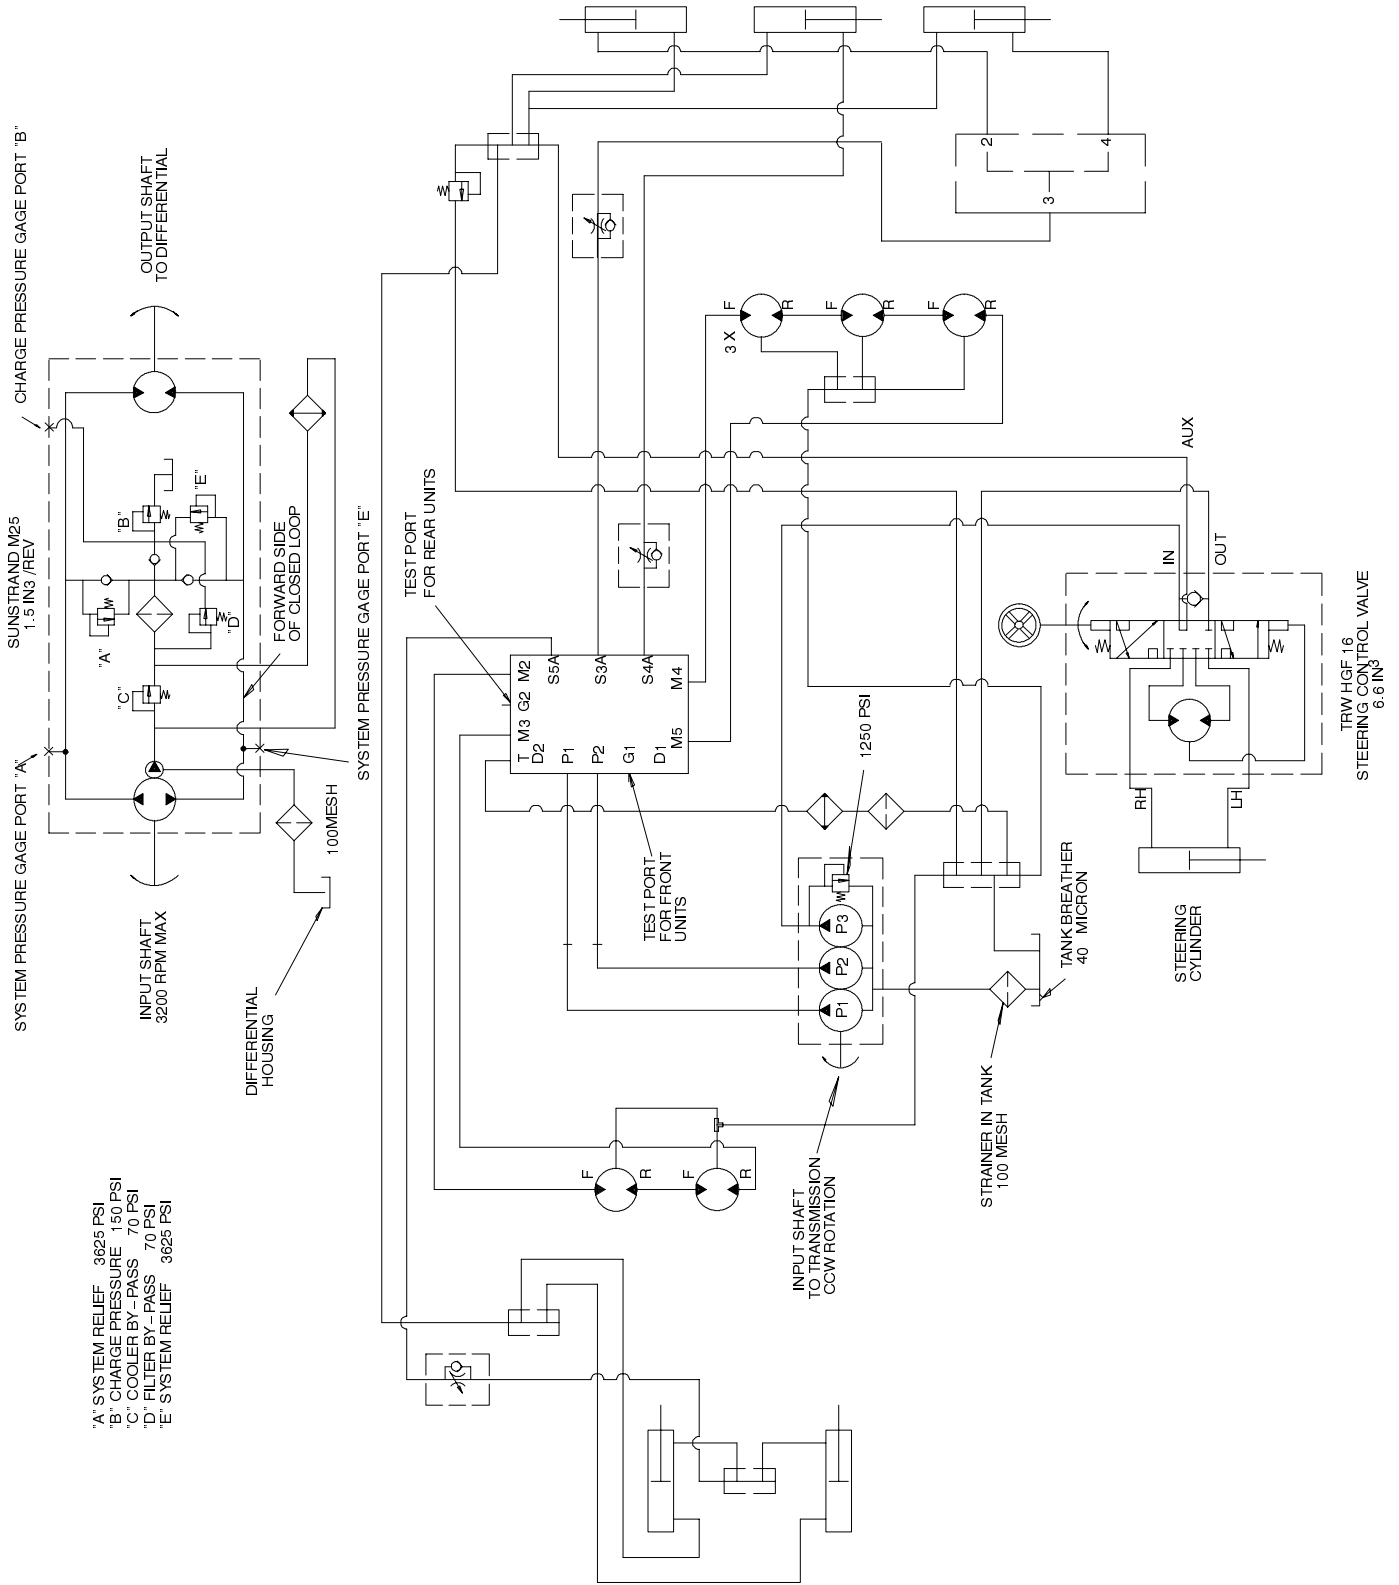 "A" SYSTEM RELIEF 3625 PSI
"B" CHARGE PRESSURE 150 PSI
"C" COOLER BY – PASS 70 PSI
"D" FILTER BY – PASS 70 PSI
"E" SYSTEM RELIEF 3625 PSI
SYSTEM PRESSURE GAGE PORT "A"
SUNSTRAND M25
1.5 IN3 /REV
CHARGE PRESSURE GAGE PORT "B"
INPUT SHAFT
3200 RPM MAX
OUTPUT SHAFT
TO DIFFERENTIAL
"A"
"B"
"C"
"D"
"E"
FORWARD SIDE
OF CLOSED LOOP
DIFFERENTIAL
HOUSING
100MESH
SYSTEM PRESSURE GAGE PORT "E"
TEST PORT
FOR REAR UNITS
M3 G2 M2
T
D2
S5A
P1
P2
S3A
G1
S4A
D1
M5
M4
TEST PORT
FOR FRONT
UNITS
F
R
F
R
3 X
F
R
F
R
F
R
2
3
4
1250 PSI
P1
P2
P3
INPUT SHAFT
TO TRANSMISSION
CCW ROTATION
STRAINER IN TANK
100 MESH
TANK BREATHER
40 MICRON
AUX
IN
OUT
RH
LH
STEERING
CYLINDER
TRW HGF 16
STEERING CONTROL VALVE
6.6 IN3